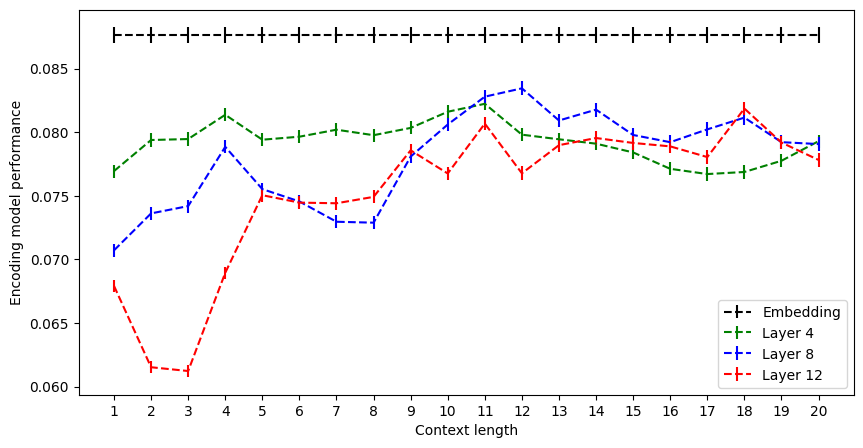 0.085
0.080
0.075
0.070
0.065
0.060
Encoding model performance
1 2 3 4 5 6 7 8 9 10 11 12 13 14 15 16 17 18 19 20
Context length
Embedding
Layer 4
Layer 8
Layer 12